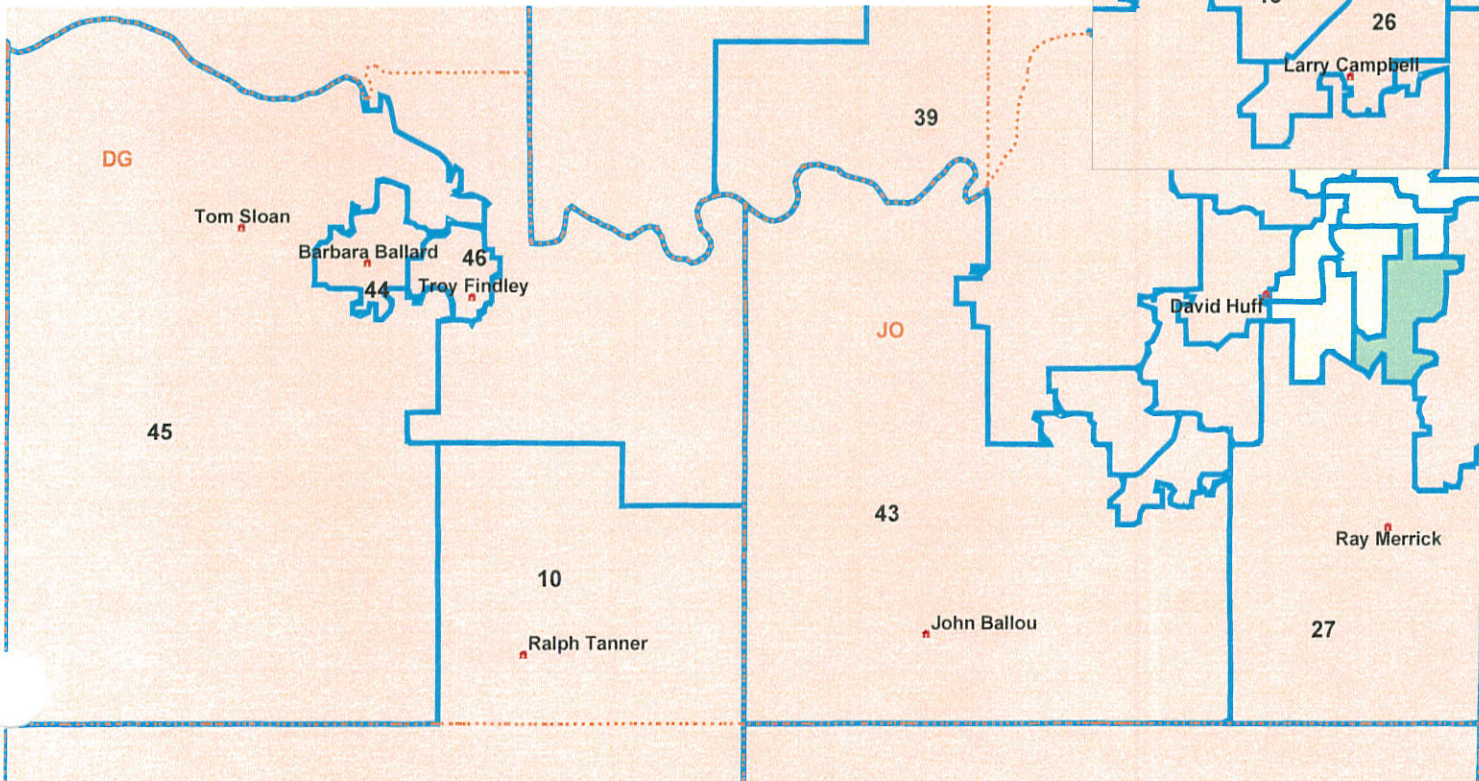 26
Larry Campbell
39
DG
Tom Sloan
Barbara Ballard
46
44
Troy Findley
David Huff
JO
45
43
Ray Merrick
10
John Ballou
27
Ralph Tanner